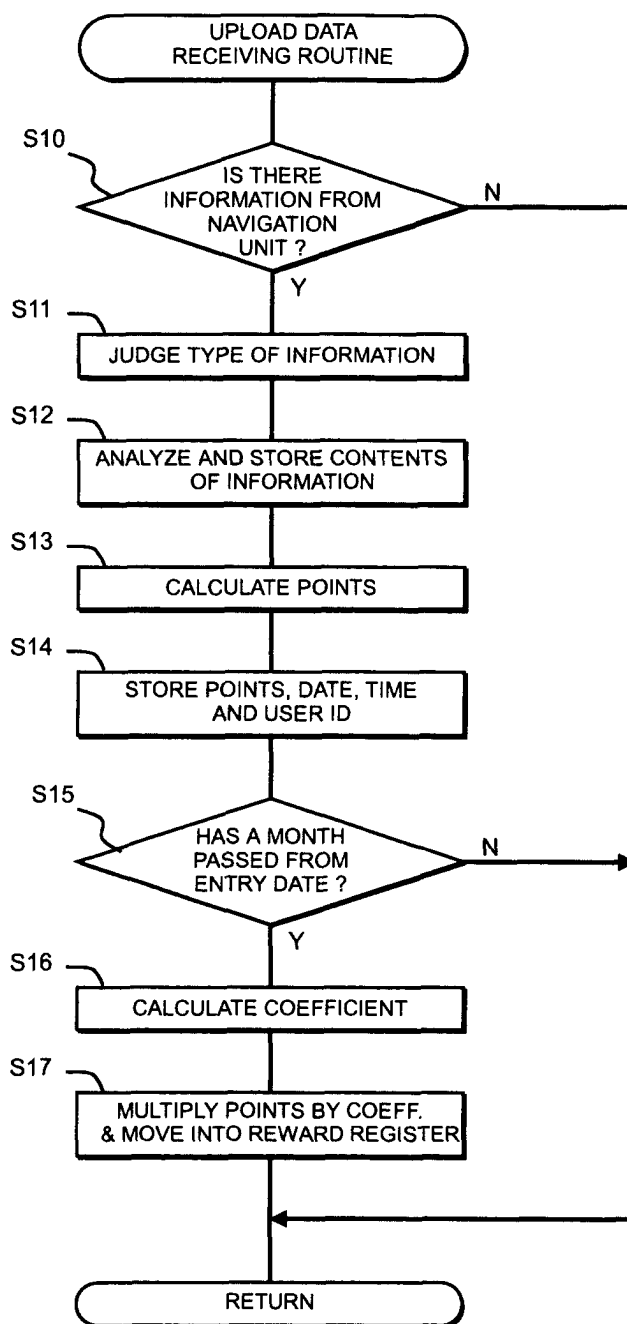 UPLOAD DATA
RECEIVING ROUTINE
S10
IS THERE
INFORMATION FROM
NAVIGATION
UNIT ?
N
Y
S11
JUDGE TYPE OF INFORMATION
S12
ANALYZE AND STORE CONTENTS
OF INFORMATION
S13
CALCULATE POINTS
S14
STORE POINTS, DATE, TIME
AND USER ID
S15
HAS A MONTH
PASSED FROM
ENTRY DATE ?
N
Y
S16
CALCULATE COEFFICIENT
S17
MULTIPLY POINTS BY COEFF.
& MOVE INTO REWARD REGISTER
RETURN